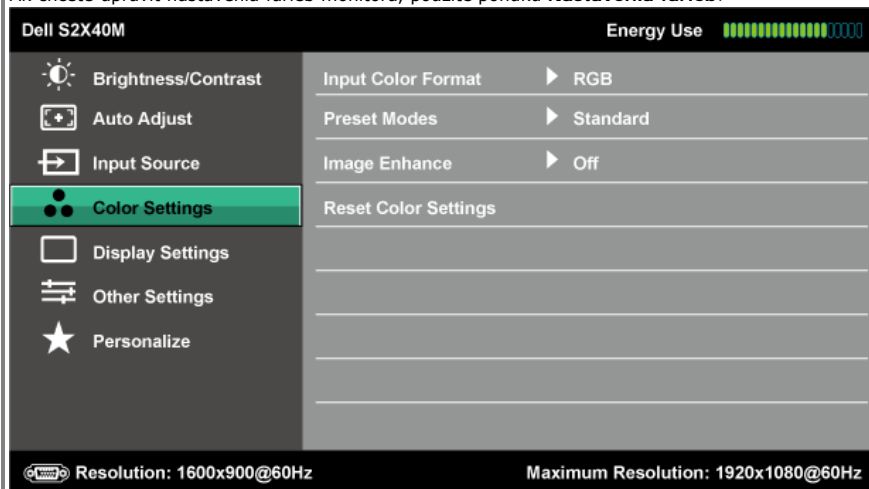 Dell S2X40M Energy Use
Brightness/Contrast Input Color Format RGB
Auto Adjust Preset Modes Standard
Input Source Image Enhance Off
Color Settings Reset Color Settings
Display Settings
Other Settings
Personalize
Resolution: 1600x900@60Hz Maximum Resolution: 1920x1080@60Hz